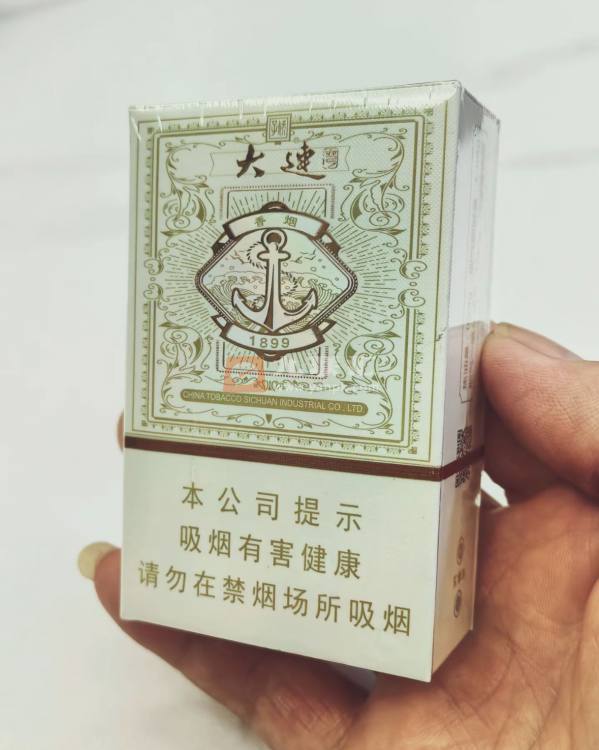 大连
香烟
1899
CHINA TOBACCO SICHUAN INDUSTRIAL CO., LTD
本公司提示
吸烟有害健康
请勿在禁烟场所吸烟